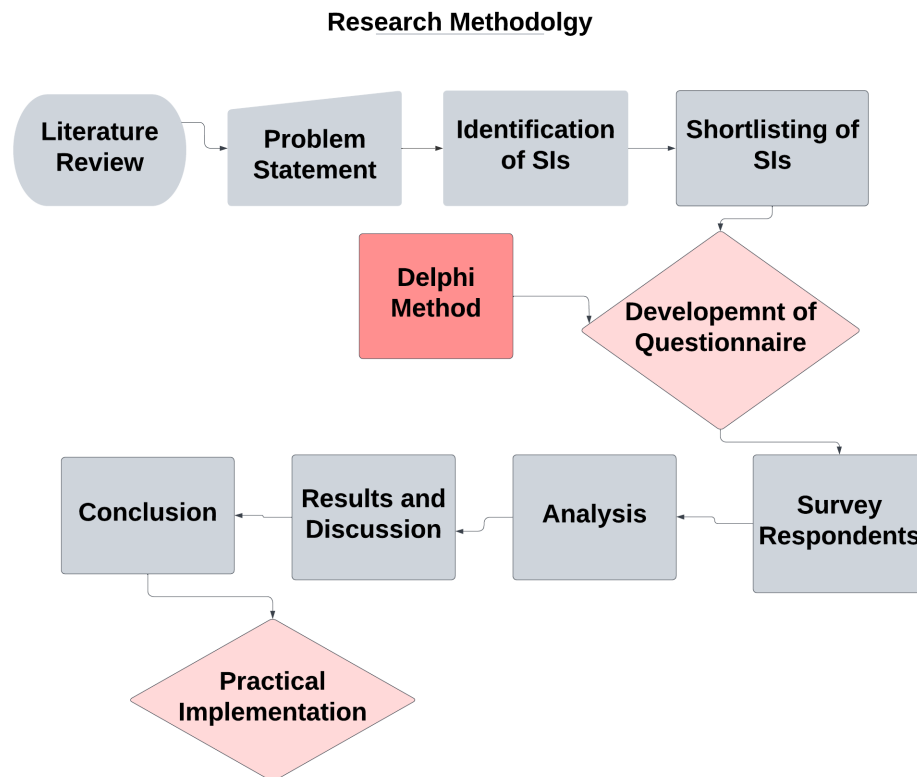 Research Methodolgy
Literature
Review
Problem
Statement
Identification
of SIs
Shortlisting of
SIs
Delphi
Method
Developemnt of
Questionnaire
Conclusion
Results and
Discussion
Analysis
Survey
Respondents
Practical
Implementation